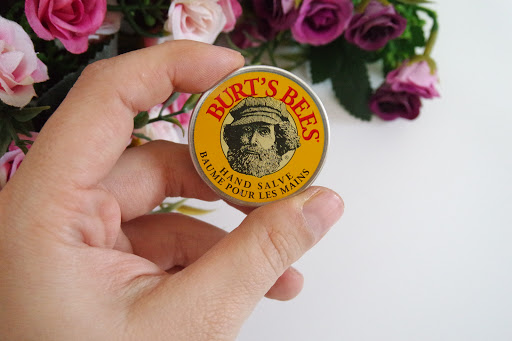 BURT'S BEES
HAND SALVE
BAUME POUR LES MAINS